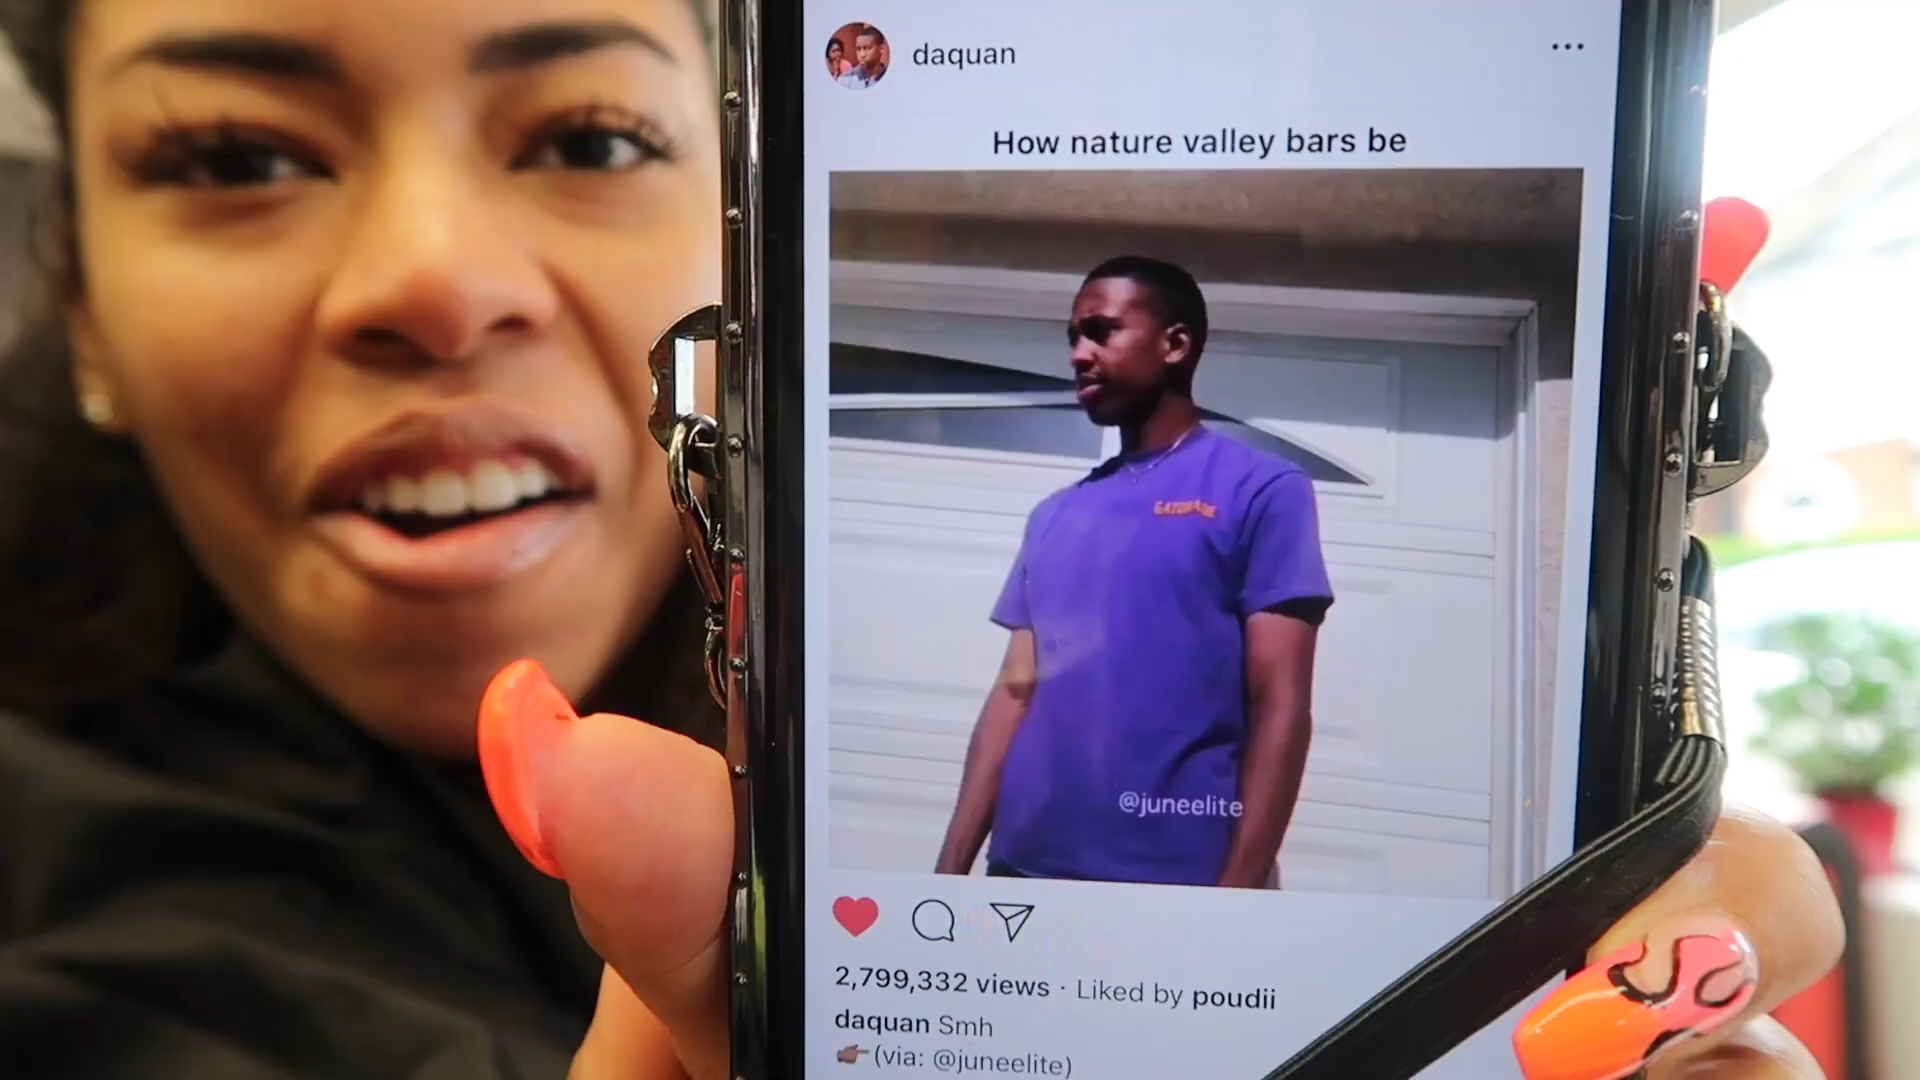 daquan
How nature valley bars be
GATORADE
@juneelite
2,799,332 views · Liked by poudii
daquan Smh
(via: @juneelite)